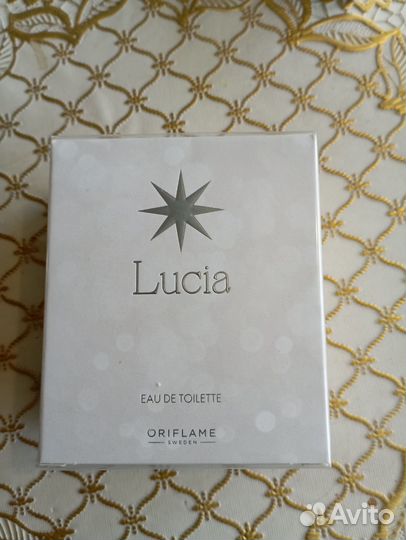 Lucia
EAU DE TOILETTE
ORIFLAME
SWEDEN
Avito